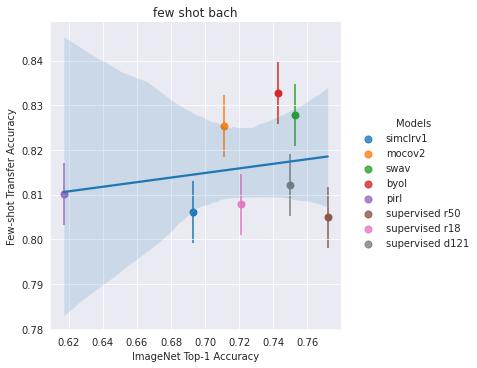 few shot bach
0.84
0.83
0.82
0.81
0.80
0.79
0.78
Few-shot Transfer Accuracy
0.62 0.64 0.66 0.68 0.70 0.72 0.74 0.76
ImageNet Top-1 Accuracy
Models
simclrv1
mocov2
swav
byol
pirl
supervised r50
supervised r18
supervised d121